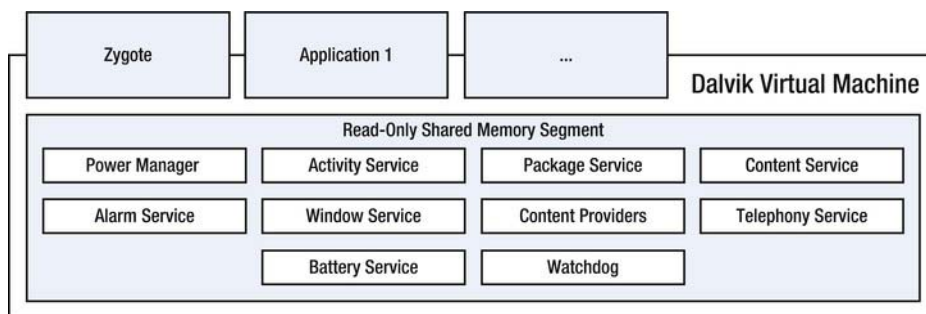 Zygote
Application 1
...
Dalvik Virtual Machine
Read-Only Shared Memory Segment
Power Manager
Activity Service
Package Service
Content Service
Alarm Service
Window Service
Content Providers
Telephony Service
Battery Service
Watchdog